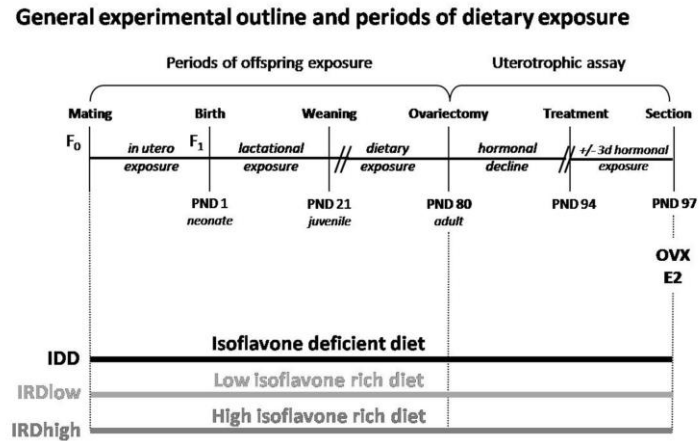 General experimental outline and periods of dietary exposure
Periods of offspring exposure Uterotrophic assay
Mating Birth Weaning Ovariectomy Treatment Section
F0 in utero exposure F1 lactational exposure dietary exposure hormonal decline +/- 3d hormonal exposure
PND 1 PND 21 PND 80 PND 94 PND 97
neonate juvenile adult
OVX
E2
Isoflavone deficient diet
IDD
Low isoflavone rich diet
IRDlow
High isoflavone rich diet
IRDhigh